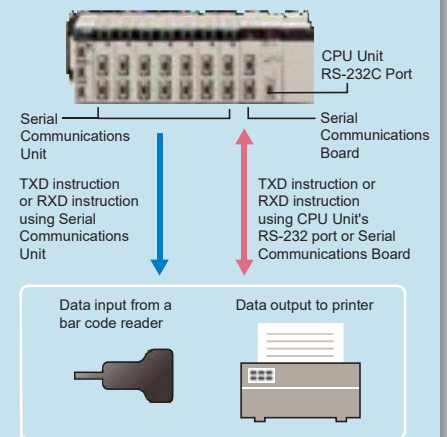 CPU Unit
RS-232C Port
Serial
Communications
Unit
Serial
Communications
Board
TXD instruction
or RXD instruction
using Serial
Communications
Unit
TXD instruction or
RXD instruction
using CPU Unit's
RS-232 port or Serial
Communications Board
Data input from a
bar code reader
Data output to printer